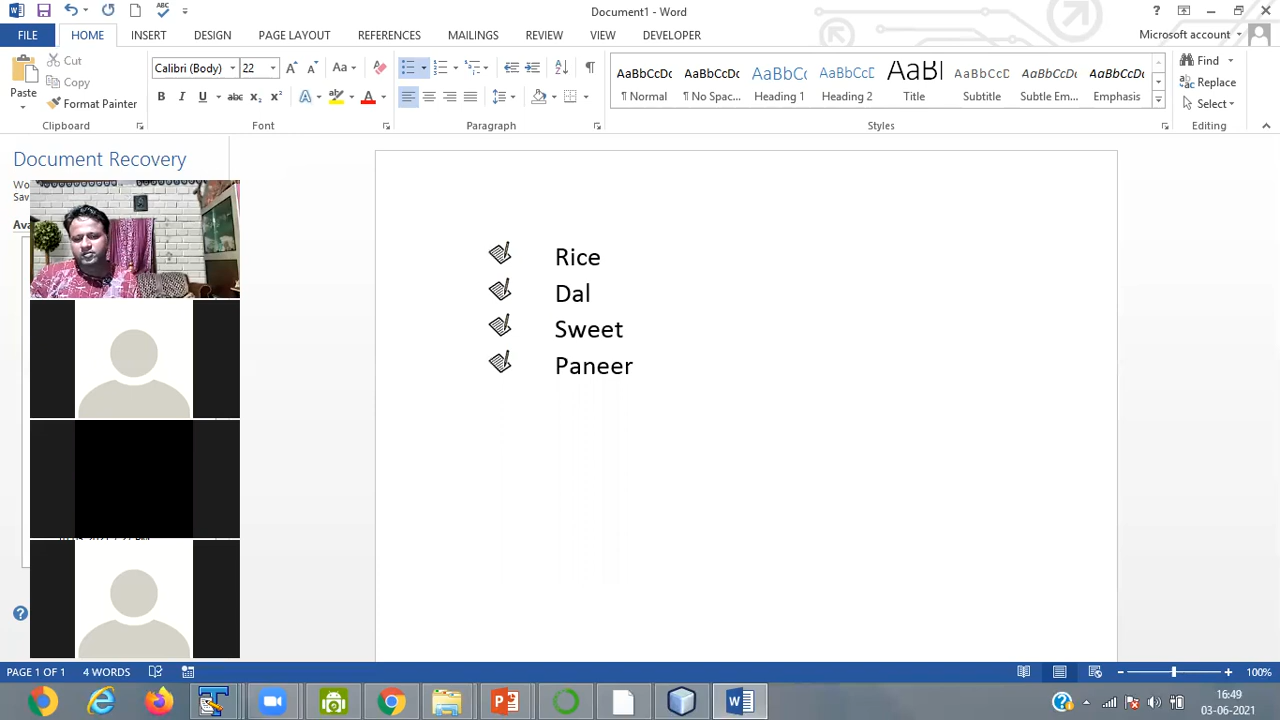 Document1 - Word
FILE HOME INSERT DESIGN PAGE LAYOUT REFERENCES MAILINGS REVIEW VIEW DEVELOPER Microsoft account
Paste Cut Copy Format Painter
Calibri (Body) 22
AaBbCcDc AaBbCcDc AaBbCc AaBbCcD AaBl AaBbCcD AaBbCcDc AaBbCcDc
¶ Normal ¶ No Spac... Heading 1 Heading 2 Title Subtitle Subtle Em... Emphasis
Find Replace Select
Clipboard Font Paragraph Styles Editing
Document Recovery
Rice
Dal
Sweet
Paneer
PAGE 1 OF 1 4 WORDS 100%
16:49
03-06-2021